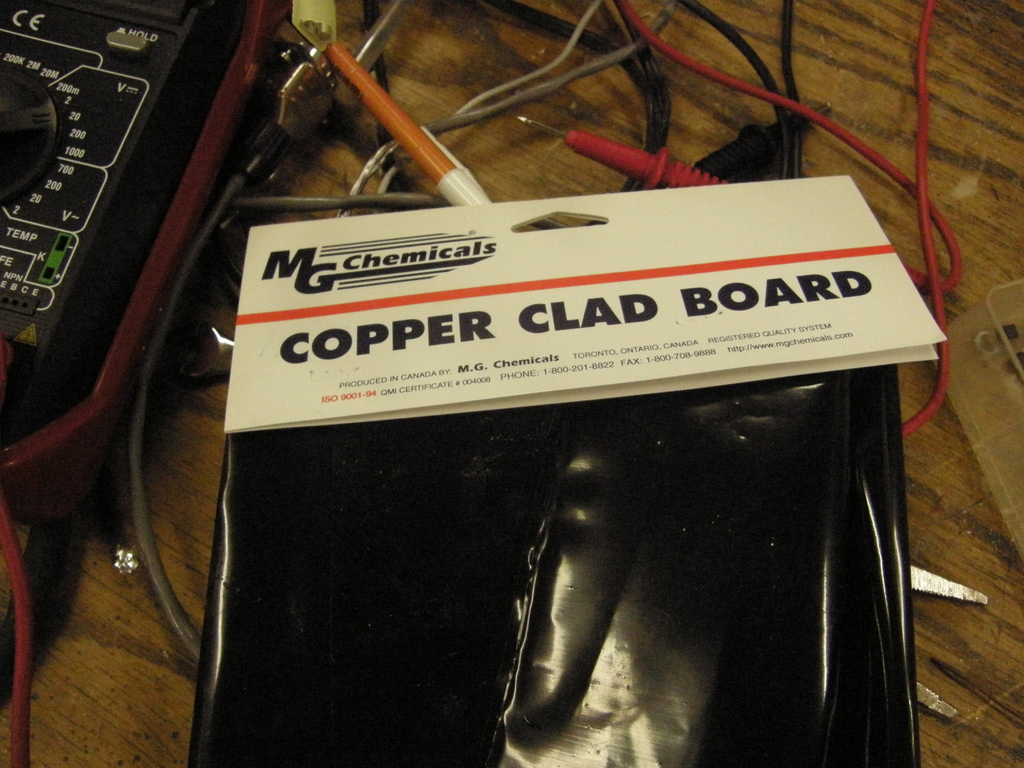 CE
HOLD
200K 2M 20M
200m
V
2
20
200
1000
700
200
20
2
V~
TEMP
K
FE
NPN
E B C E
+
MG Chemicals
COPPER CLAD BOARD
PRODUCED IN CANADA BY: M.G. Chemicals TORONTO, ONTARIO, CANADA REGISTERED QUALITY SYSTEM
ISO 9001-94 QMI CERTIFICATE # 004008 PHONE: 1-800-201-8822 FAX: 1-800-708-9888 http://www.mgchemicals.com